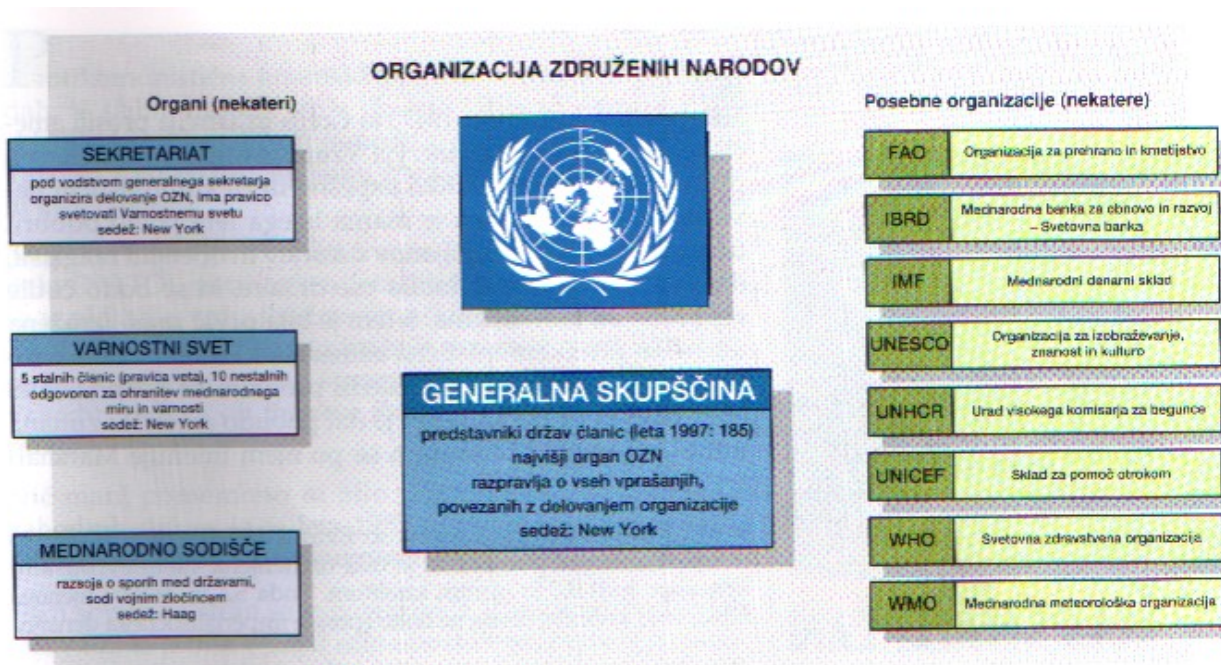 ORGANIZACIJA ZDRUŽENIH NARODOV
Organi (nekateri)
SEKRETARIAT
pod vodstvom generalnega sekretarja
organizira delovanje OZN, ima pravico
svetovati Varnostnemu svetu
sedež: New York
VARNOSTNI SVET
5 stalnih članic (pravica veta), 10 nestalnih
odgovoren za ohranitev mednarodnega
miru in varnosti
sedež: New York
MEDNARODNO SODIŠČE
razsoja o sporih med državami,
sodi vojnim zločincem
sedež: Haag
GENERALNA SKUPŠČINA
predstavniki držav članic (leta 1997: 185)
najvišji organ OZN
razpravlja o vseh vprašanjih,
povezanih z delovanjem organizacije
sedež: New York
Posebne organizacije (nekatere)
FAO Organizacija za prehrano in kmetijstvo
IBRD Mednarodna banka za obnovo in razvoj
– Svetovna banka
IMF Mednarodni denarni sklad
UNESCO Organizacija za izobraževanje,
znanost in kulturo
UNHCR Urad visokega komisarja za begunce
UNICEF Sklad za pomoč otrokom
WHO Svetovna zdravstvena organizacija
WMO Mednarodna meteorološka organizacija